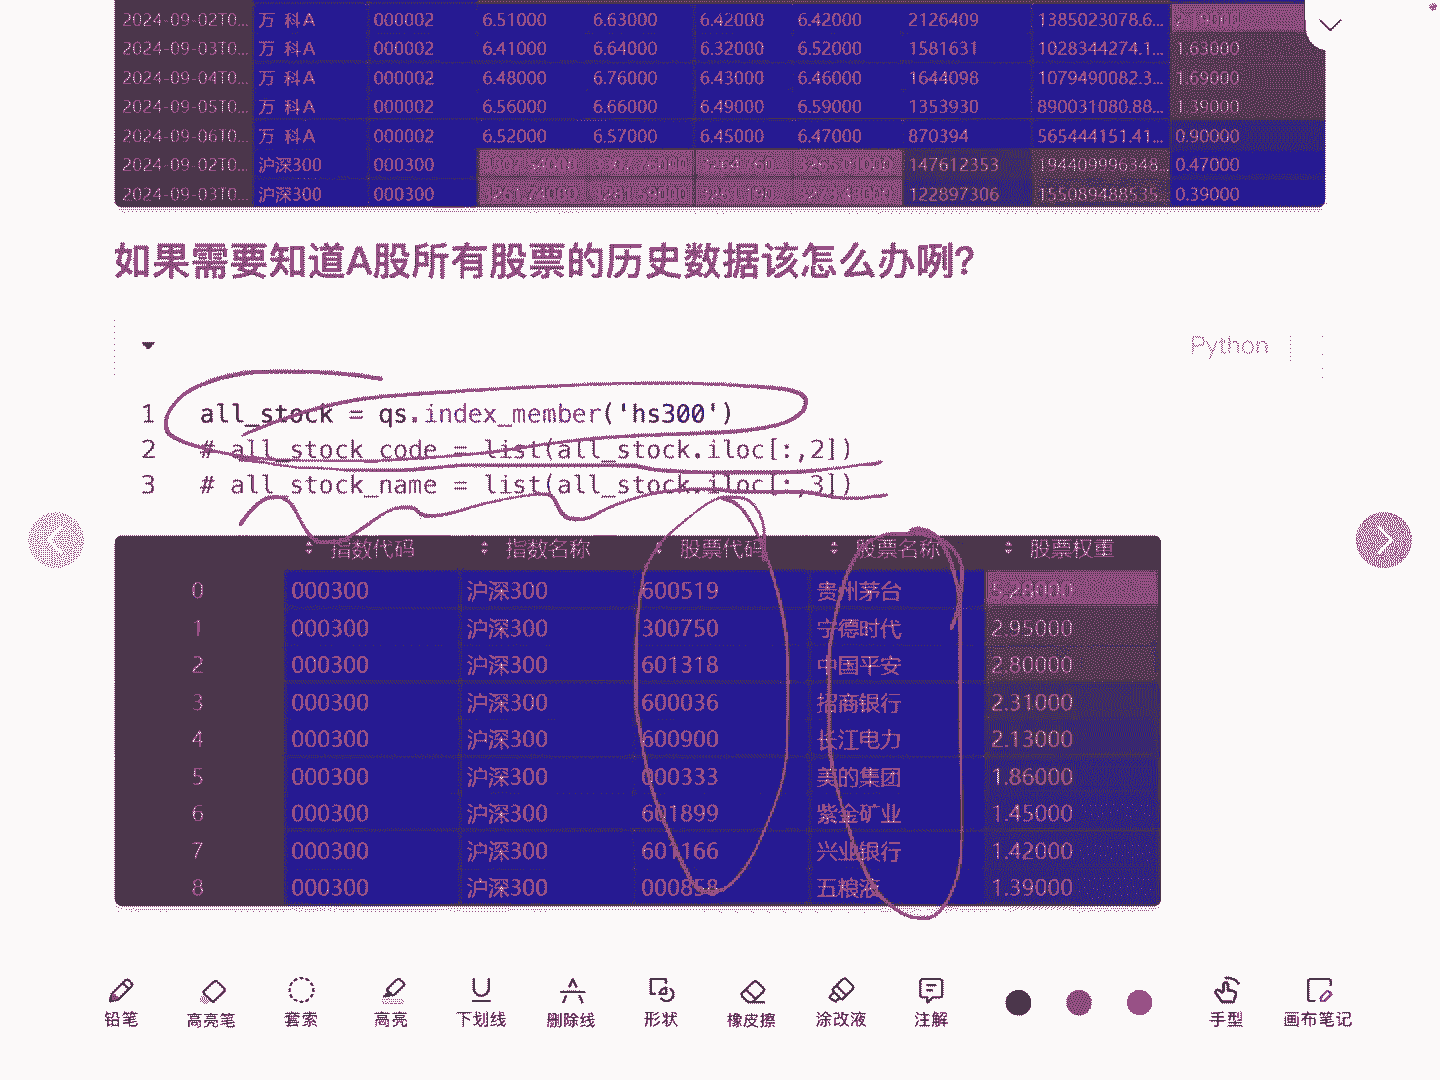 2024-09-02T0... 万 科A 000002 6.51000 6.63000 6.42000 6.42000 2126409 1385023078.6... 2.19000
2024-09-03T0... 万 科A 000002 6.41000 6.64000 6.32000 6.52000 1581631 1028344274.1... 1.63000
2024-09-04T0... 万 科A 000002 6.48000 6.76000 6.43000 6.46000 1644098 1079490082.3... 1.69000
2024-09-05T0... 万 科A 000002 6.56000 6.66000 6.49000 6.59000 1353930 890031080.88... 1.39000
2024-09-06T0... 万 科A 000002 6.52000 6.57000 6.45000 6.47000 870394 565444151.41... 0.90000
2024-09-02T0... 沪深300 000300 147612353 194409996348... 0.47000
2024-09-03T0... 沪深300 000300 122897306 155089488535... 0.39000
如果需要知道A股所有股票的历史数据该怎么办咧?
Python
1 all_stock = qs.index_member('hs300')
2 # all_stock_code = list(all_stock.iloc[:,2])
3 # all_stock_name = list(all_stock.iloc[:,3])
指数代码 指数名称 股票代码 股票名称 股票权重
0 000300 沪深300 600519 贵州茅台 5.28000
1 000300 沪深300 300750 宁德时代 2.95000
2 000300 沪深300 601318 中国平安 2.80000
3 000300 沪深300 600036 招商银行 2.31000
4 000300 沪深300 600900 长江电力 2.13000
5 000300 沪深300 000333 美的集团 1.86000
6 000300 沪深300 601899 紫金矿业 1.45000
7 000300 沪深300 601166 兴业银行 1.42000
8 000300 沪深300 000858 五粮液 1.39000
铅笔 高亮笔 套索 高亮 下划线 删除线 形状 橡皮擦 涂改液 注解 手型 画布笔记